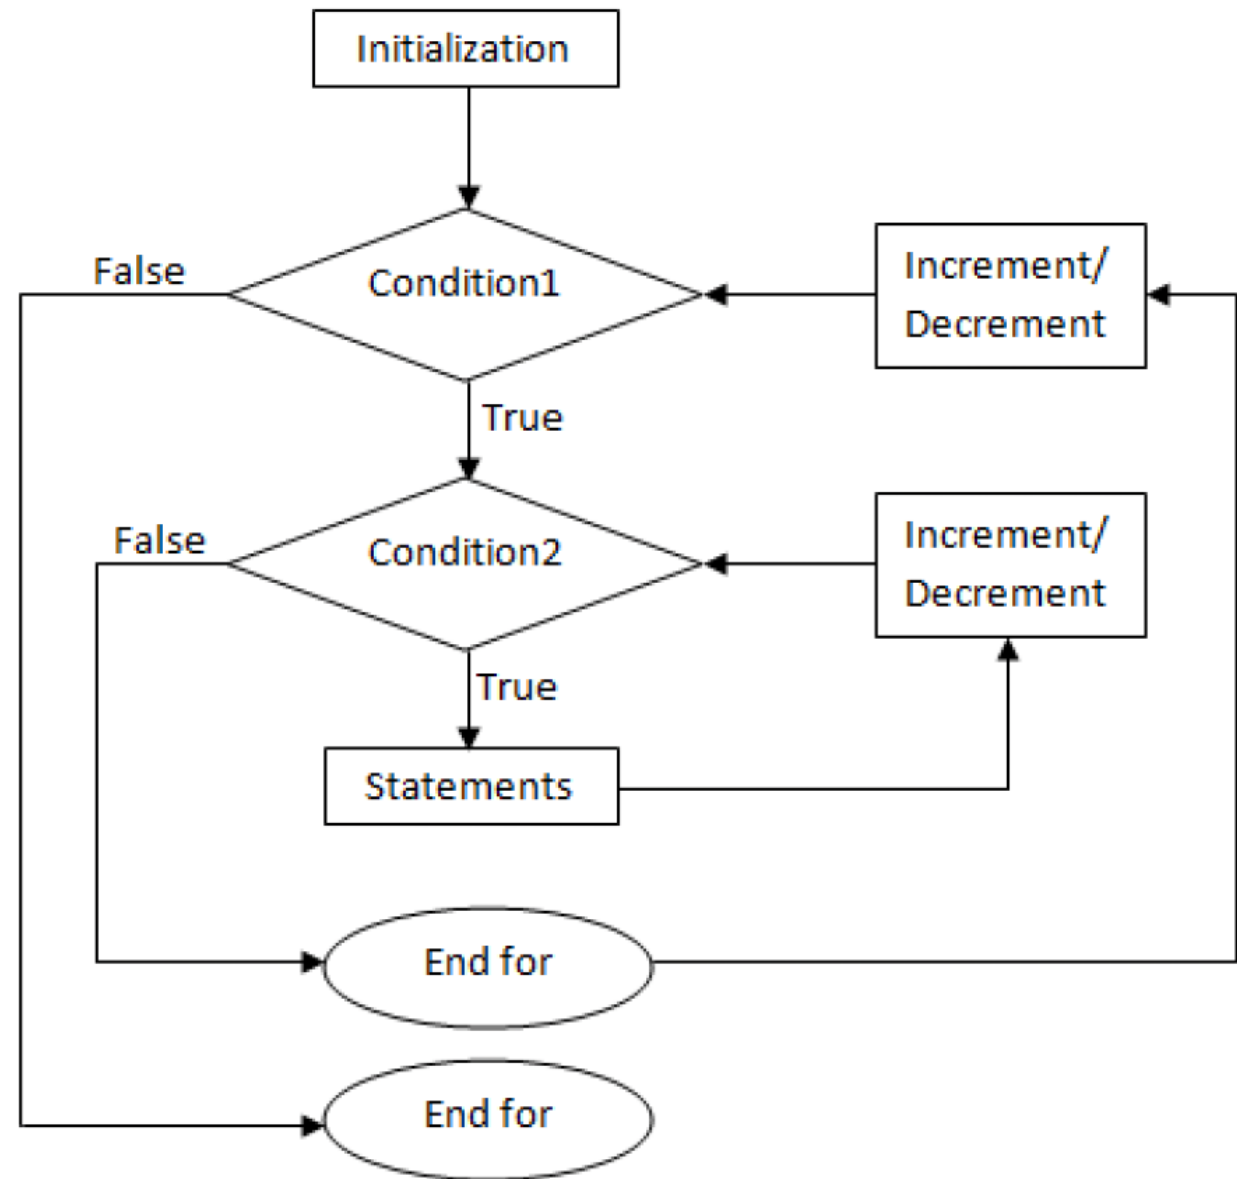 Initialization
False
Condition1
Increment/
Decrement
True
False
Condition2
Increment/
Decrement
True
Statements
End for
End for